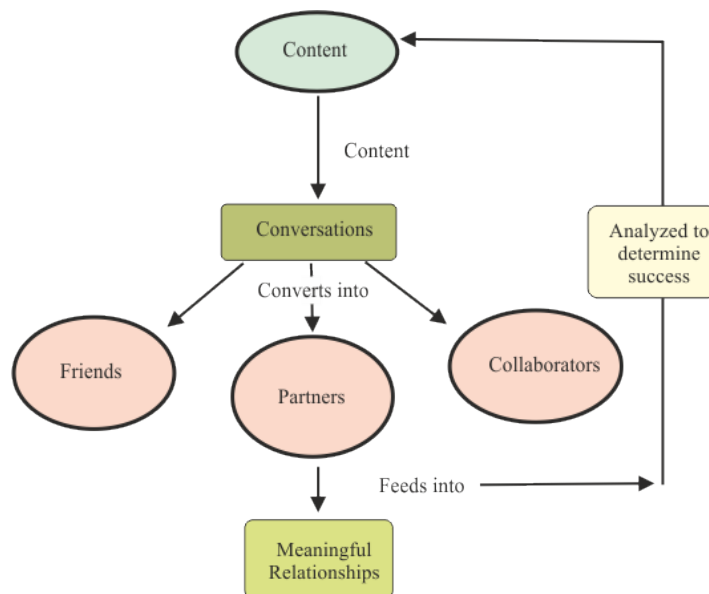 Content
Content
Conversations
Analyzed to
determine
success
Converts into
Friends
Partners
Collaborators
Feeds into
Meaningful
Relationships